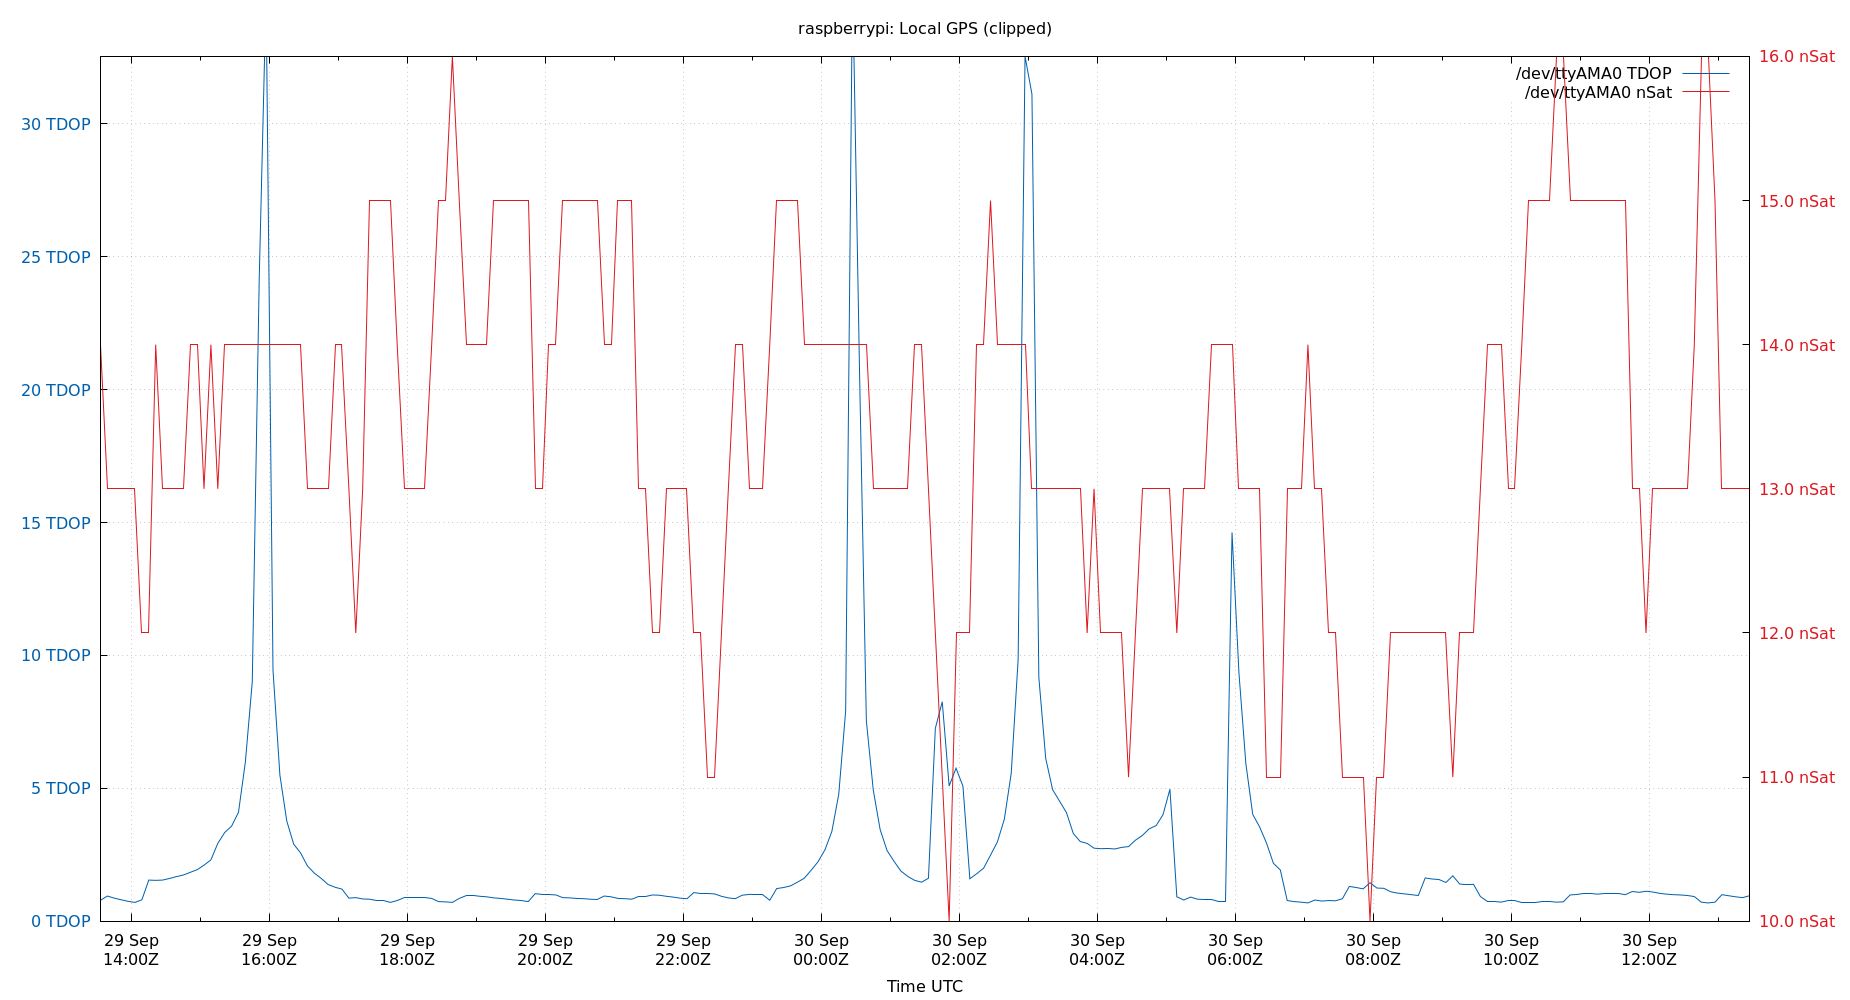 raspberrypi: Local GPS (clipped)
/dev/ttyAMA0 TDOP
/dev/ttyAMA0 nSat
30 TDOP
25 TDOP
20 TDOP
15 TDOP
10 TDOP
5 TDOP
0 TDOP
16.0 nSat
15.0 nSat
14.0 nSat
13.0 nSat
12.0 nSat
11.0 nSat
10.0 nSat
29 Sep
14:00Z
29 Sep
16:00Z
29 Sep
18:00Z
29 Sep
20:00Z
29 Sep
22:00Z
30 Sep
00:00Z
30 Sep
02:00Z
30 Sep
04:00Z
30 Sep
06:00Z
30 Sep
08:00Z
30 Sep
10:00Z
30 Sep
12:00Z
Time UTC